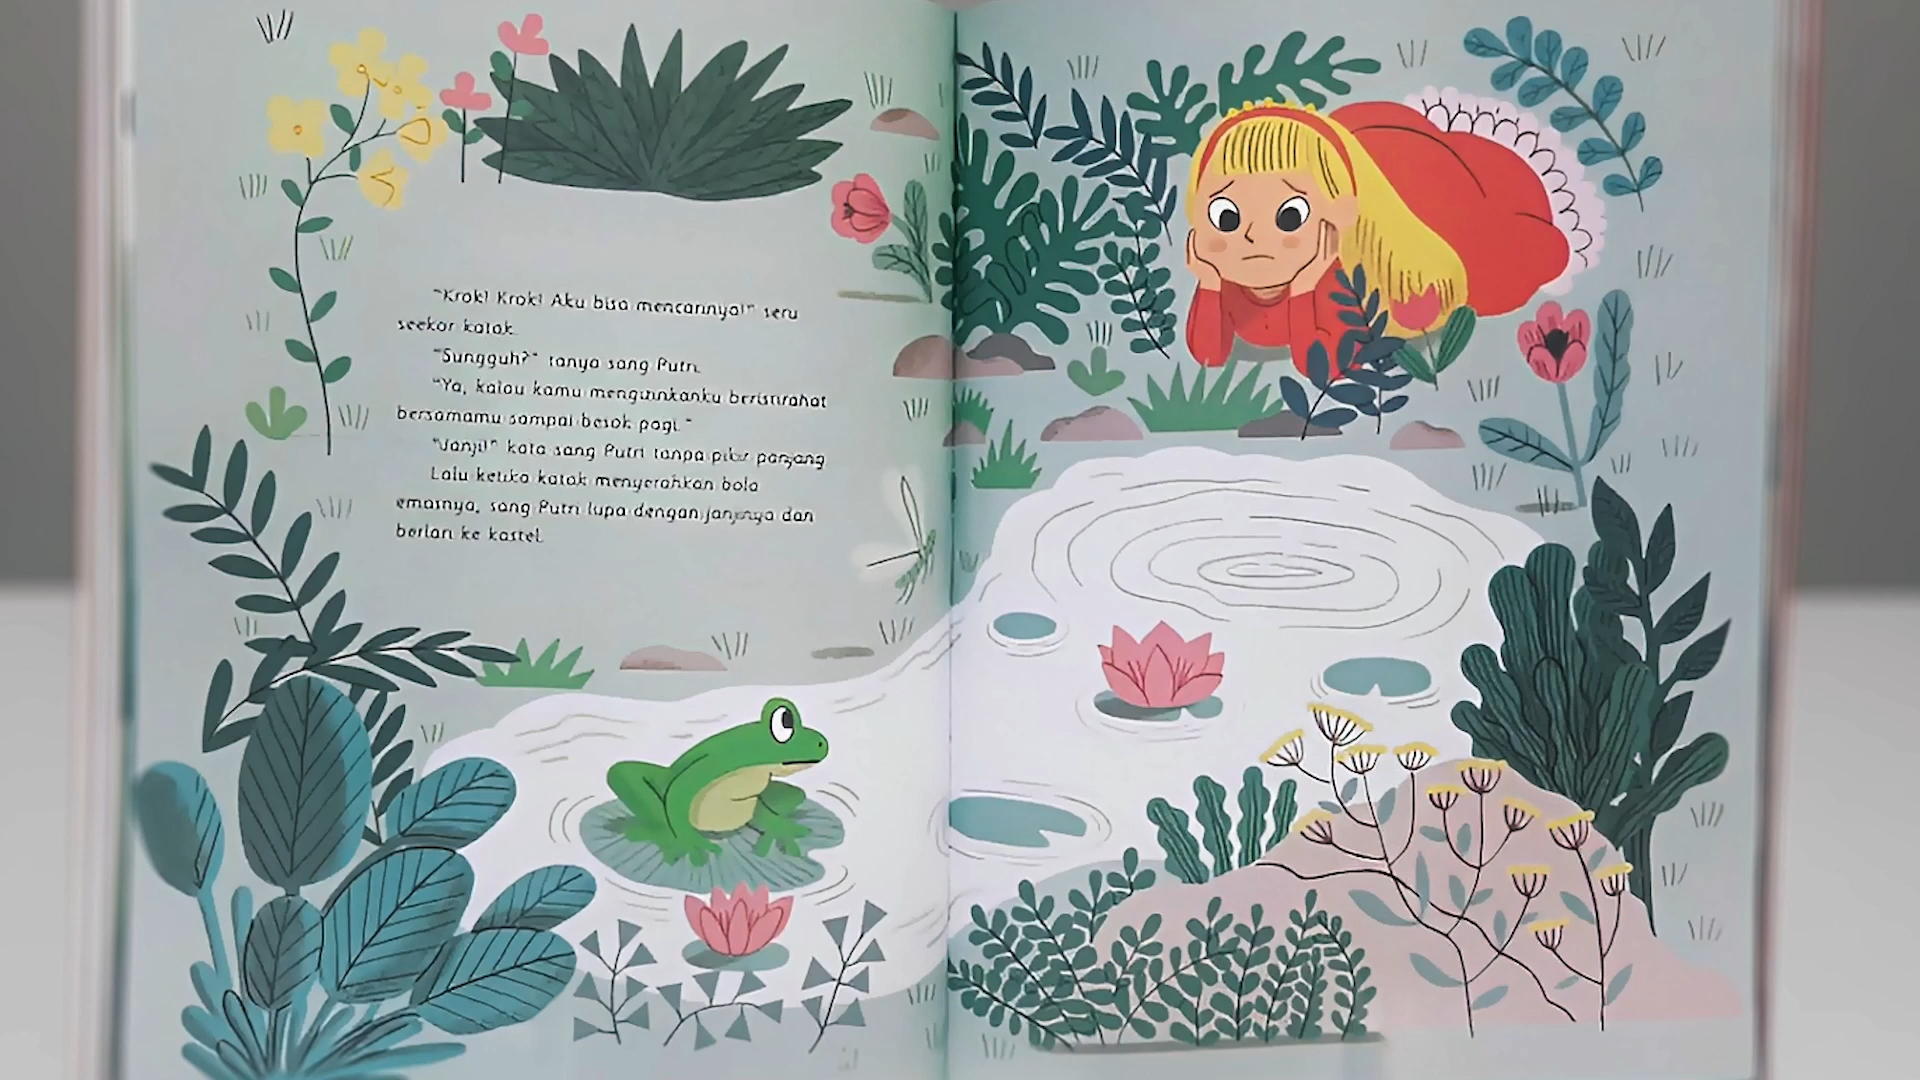 "Krok! Krok! Aku bisa mencarinya!" seru
seekor katak.
"Sungguh?" tanya sang Putri.
"Ya, kalau kamu mengizinkanku beristirahat
bersamamu sampai besok pagi."
"Janji!" kata sang Putri tanpa pikir panjang
Lalu ketika katak menyerahkan bola
emasnya, sang Putri lupa dengan janjinya dan
berlari ke kastel.